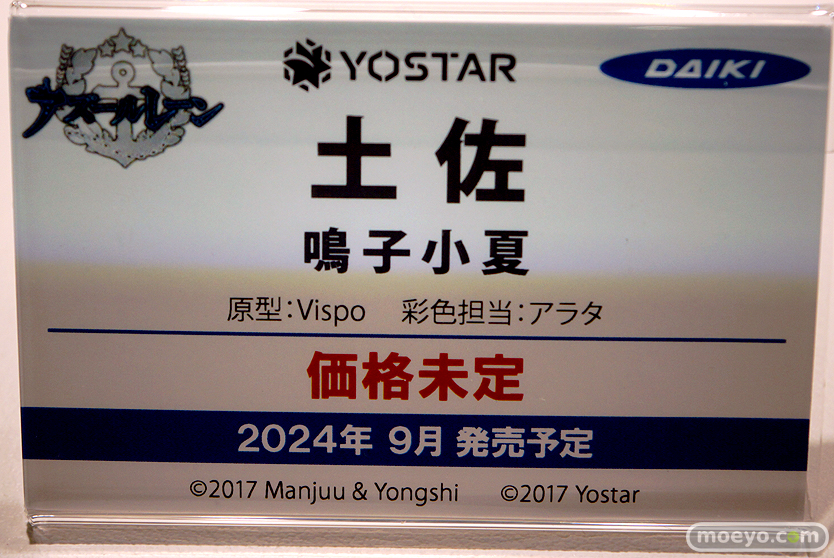 アズールレーン
YOSTAR
DAIKI
土佐
鳴子小夏
原型：Vispo 彩色担当：アラタ
価格未定
2024年 9月 発売予定
©2017 Manjuu & Yongshi ©2017 Yostar
moeyo.com